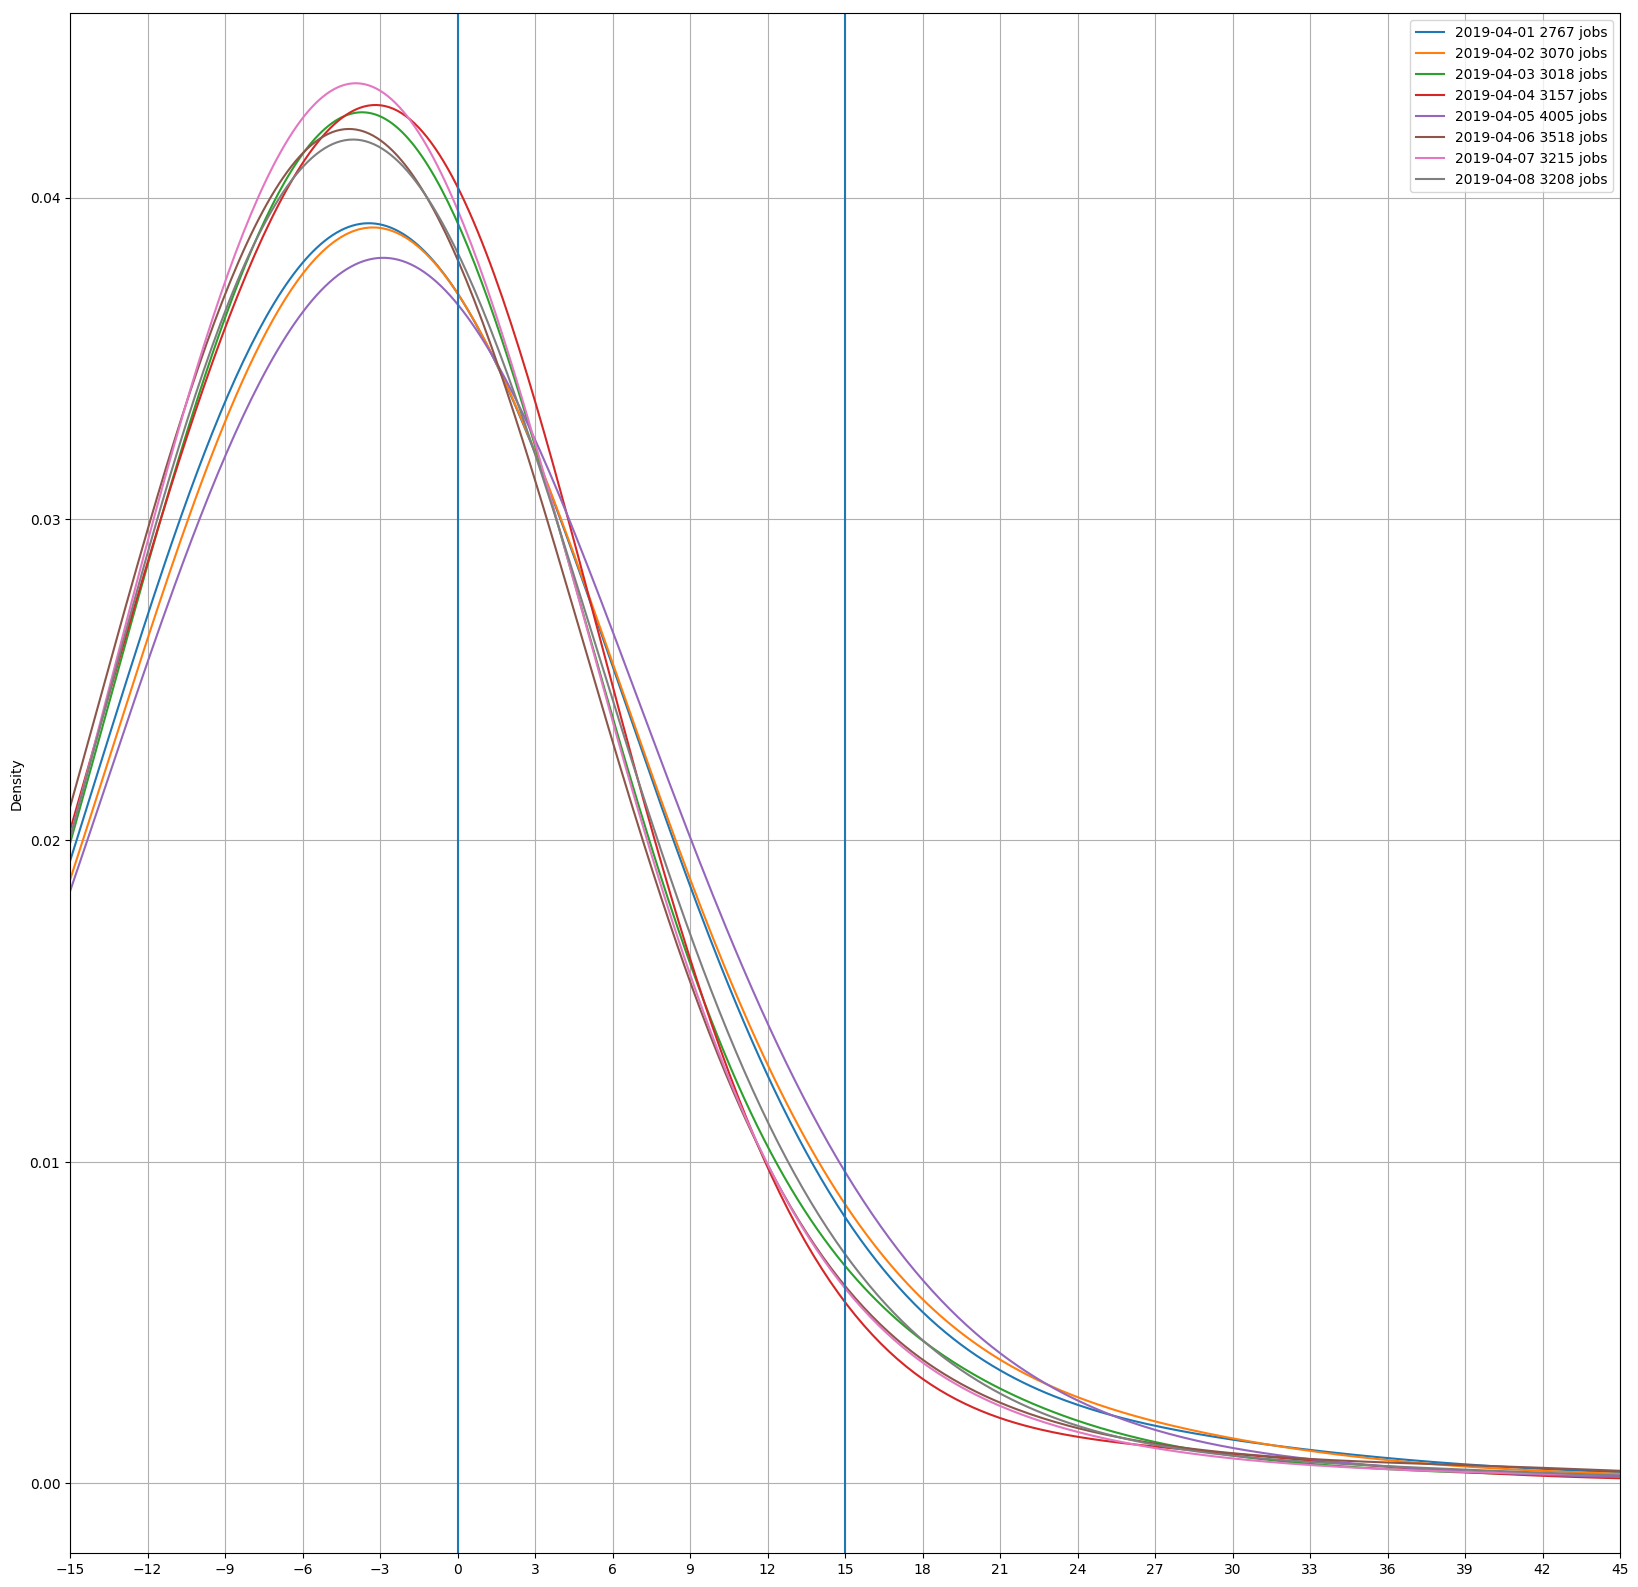 2019-04-01 2767 jobs
2019-04-02 3070 jobs
2019-04-03 3018 jobs
2019-04-04 3157 jobs
2019-04-05 4005 jobs
2019-04-06 3518 jobs
2019-04-07 3215 jobs
2019-04-08 3208 jobs
0.04
0.03
0.02
0.01
0.00
Density
−15 −12 −9 −6 −3 0 3 6 9 12 15 18 21 24 27 30 33 36 39 42 45